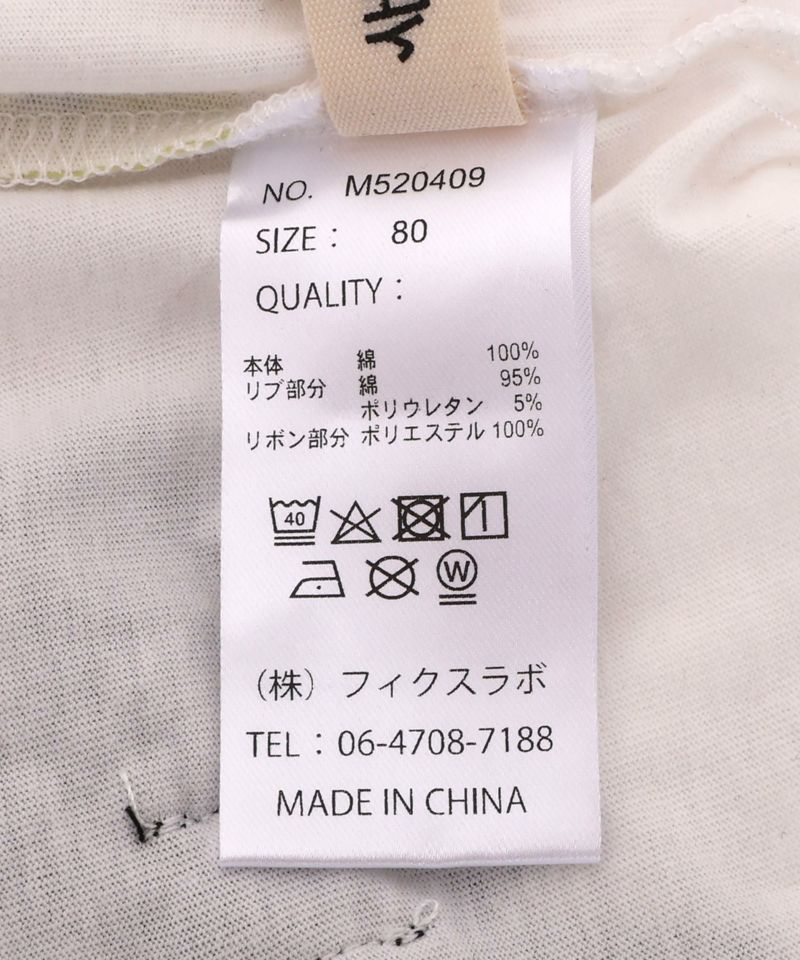 NO. M520409
SIZE： 80
QUALITY：
本体 綿 100%
リブ部分 綿 95%
ポリウレタン 5%
リボン部分 ポリエステル 100%
40
W
（株）フィクスラボ
TEL：06-4708-7188
MADE IN CHINA